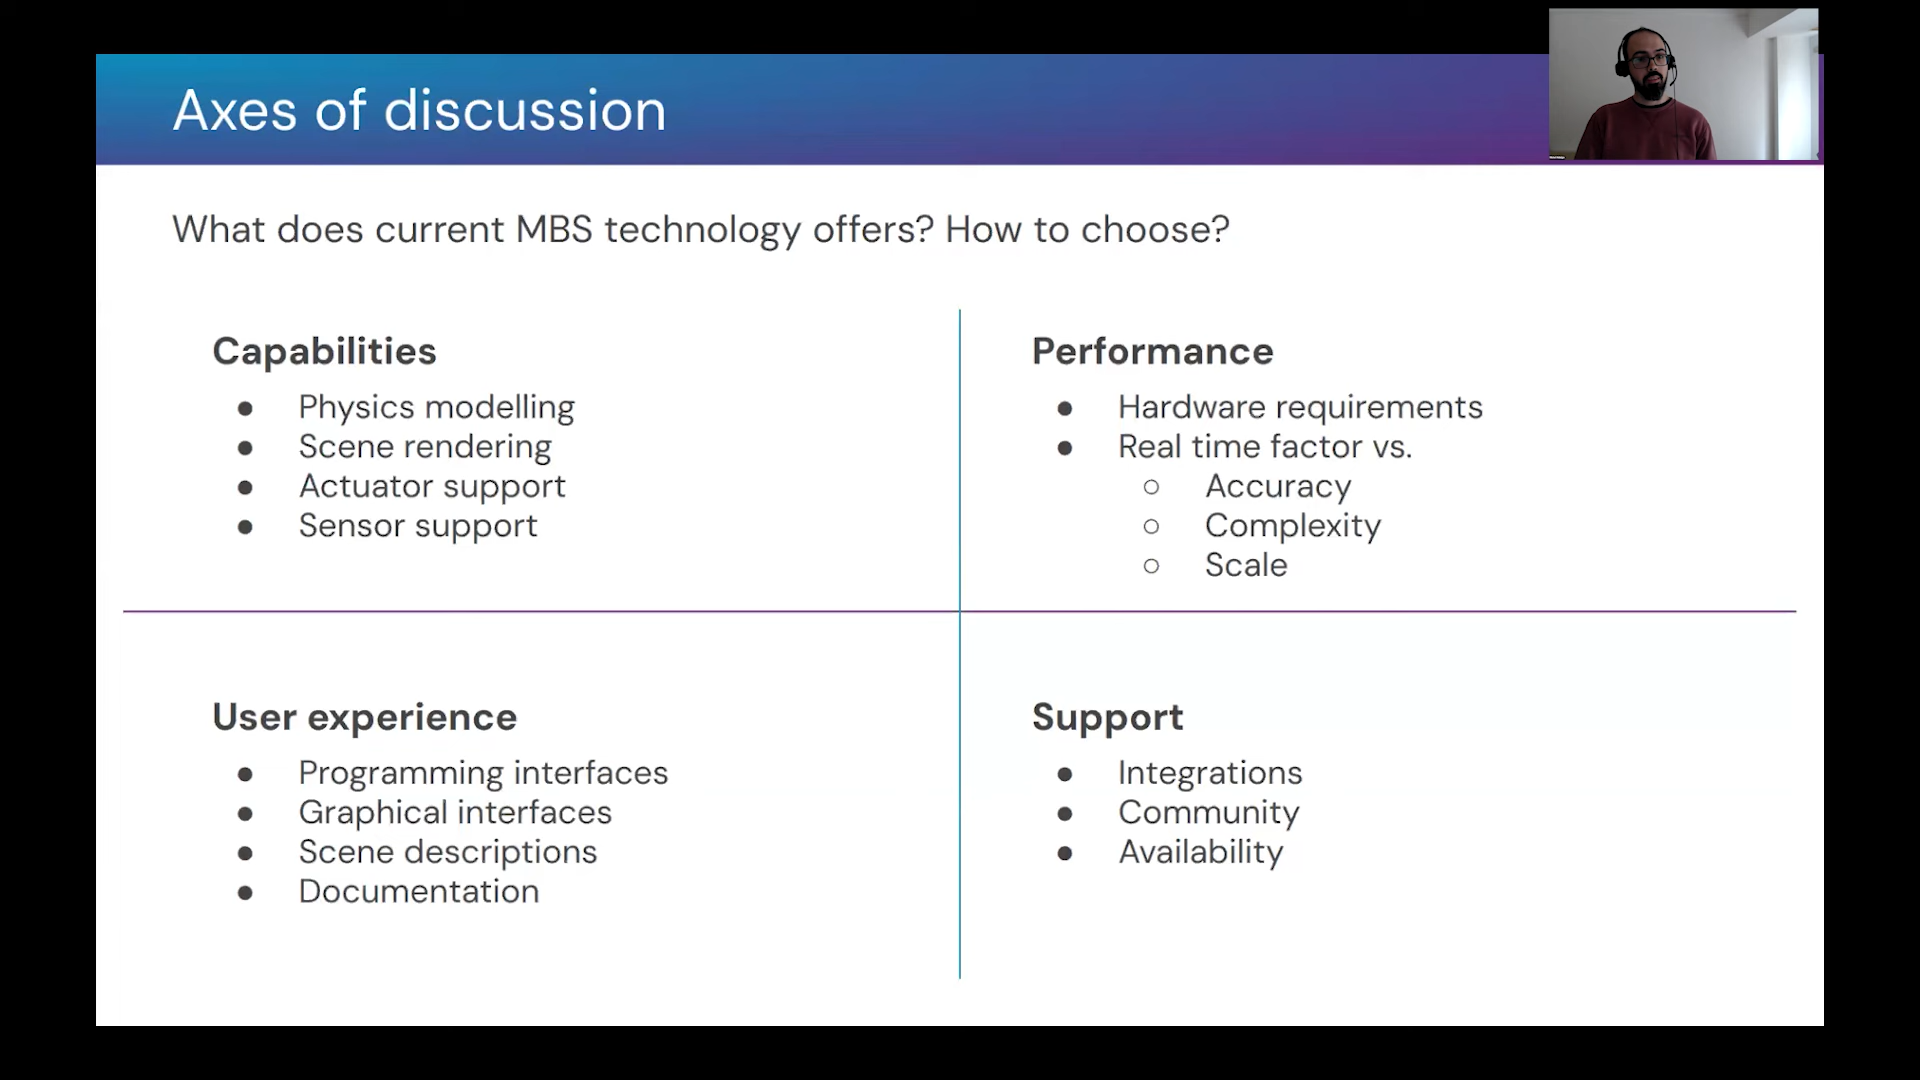 Axes of discussion
What does current MBS technology offers? How to choose?
Capabilities
● Physics modelling
● Scene rendering
● Actuator support
● Sensor support
Performance
● Hardware requirements
● Real time factor vs.
○ Accuracy
○ Complexity
○ Scale
User experience
● Programming interfaces
● Graphical interfaces
● Scene descriptions
● Documentation
Support
● Integrations
● Community
● Availability